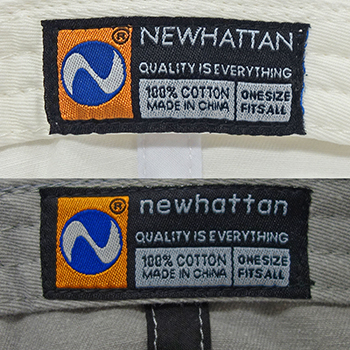 ® NEWHATTAN
QUALITY IS EVERYTHING
100% COTTON ONE SIZE
MADE IN CHINA FITS ALL
® newhattan
QUALITY IS EVERYTHING
100% COTTON ONE SIZE
MADE IN CHINA FITS ALL